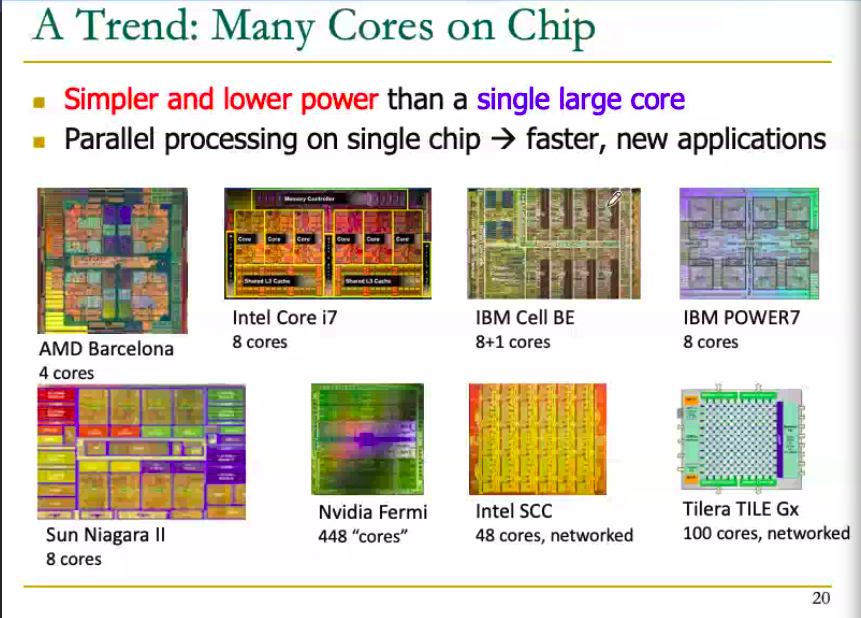 A Trend: Many Cores on Chip
Simpler and lower power than a single large core
Parallel processing on single chip → faster, new applications
Memory Controller
Core Core Core Core Core Core
Shared L3 Cache Shared L3 Cache
AMD Barcelona
4 cores
Intel Core i7
8 cores
IBM Cell BE
8+1 cores
IBM POWER7
8 cores
Sun Niagara II
8 cores
Nvidia Fermi
448 “cores”
Intel SCC
48 cores, networked
Tilera TILE Gx
100 cores, networked
20